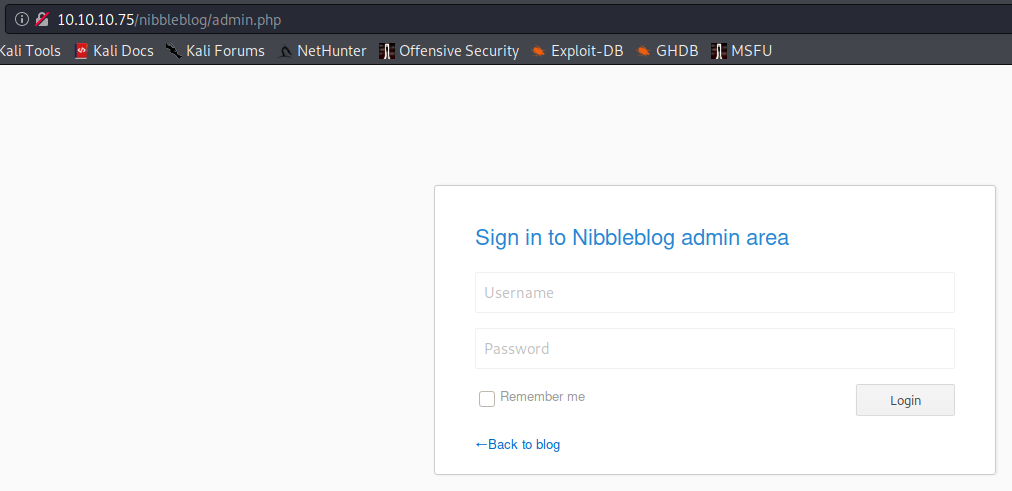 10.10.10.75/nibbleblog/admin.php
Kali Tools Kali Docs Kali Forums NetHunter Offensive Security Exploit-DB GHDB MSFU
Sign in to Nibbleblog admin area
Username
Password
Remember me Login
←Back to blog